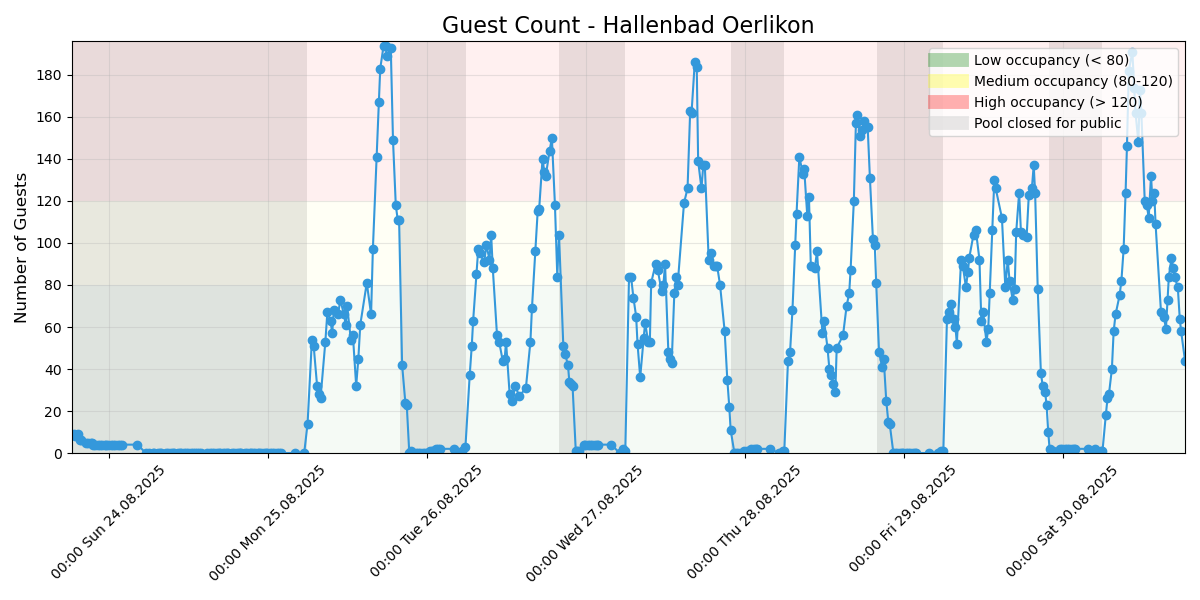 Guest Count - Hallenbad Oerlikon
Number of Guests
180
160
140
120
100
80
60
40
20
0
Low occupancy (< 80)
Medium occupancy (80-120)
High occupancy (> 120)
Pool closed for public
00:00 Sun 24.08.2025
00:00 Mon 25.08.2025
00:00 Tue 26.08.2025
00:00 Wed 27.08.2025
00:00 Thu 28.08.2025
00:00 Fri 29.08.2025
00:00 Sat 30.08.2025